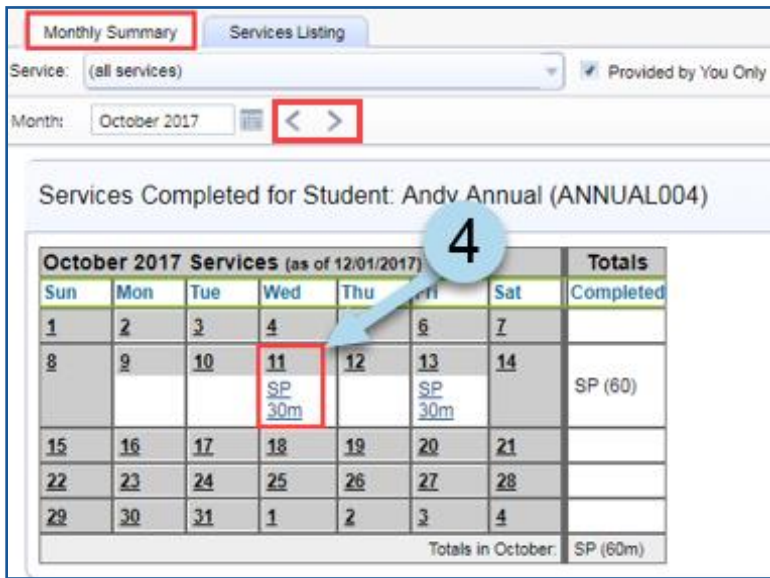 Monthly Summary Services Listing
Service: (all services) Provided by You Only
Month: October 2017 < >
Services Completed for Student: Andy Annual (ANNUAL004)
4
October 2017 Services (as of 12/01/2017) Totals
Sun Mon Tue Wed Thu Fri Sat Completed
1 2 3 4 6 7
8 9 10 11 12 13 14
SP SP SP (60)
30m 30m
15 16 17 18 19 20 21
22 23 24 25 26 27 28
29 30 31 1 2 3 4
Totals in October: SP (60m)